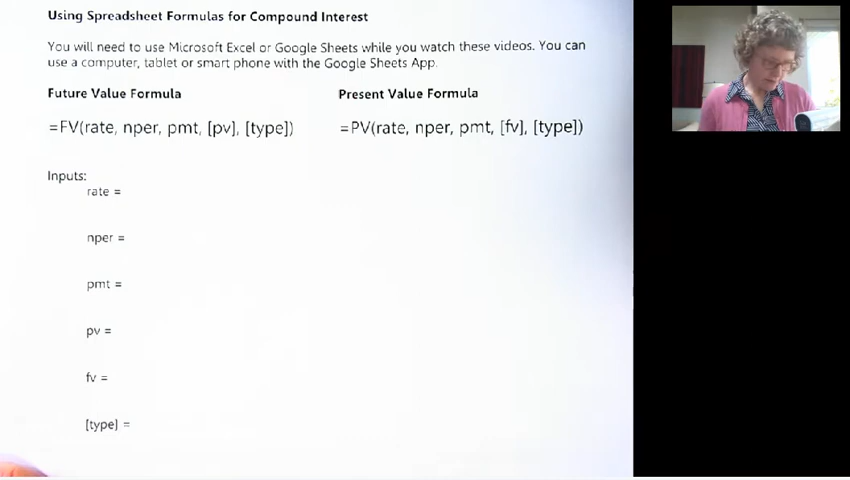 Using Spreadsheet Formulas for Compound Interest
You will need to use Microsoft Excel or Google Sheets while you watch these videos. You can
use a computer, tablet or smart phone with the Google Sheets App.
Future Value Formula
Present Value Formula
=FV(rate, nper, pmt, [pv], [type])
=PV(rate, nper, pmt, [fv], [type])
Inputs:
rate =
nper =
pmt =
pv =
fv =
[type] =